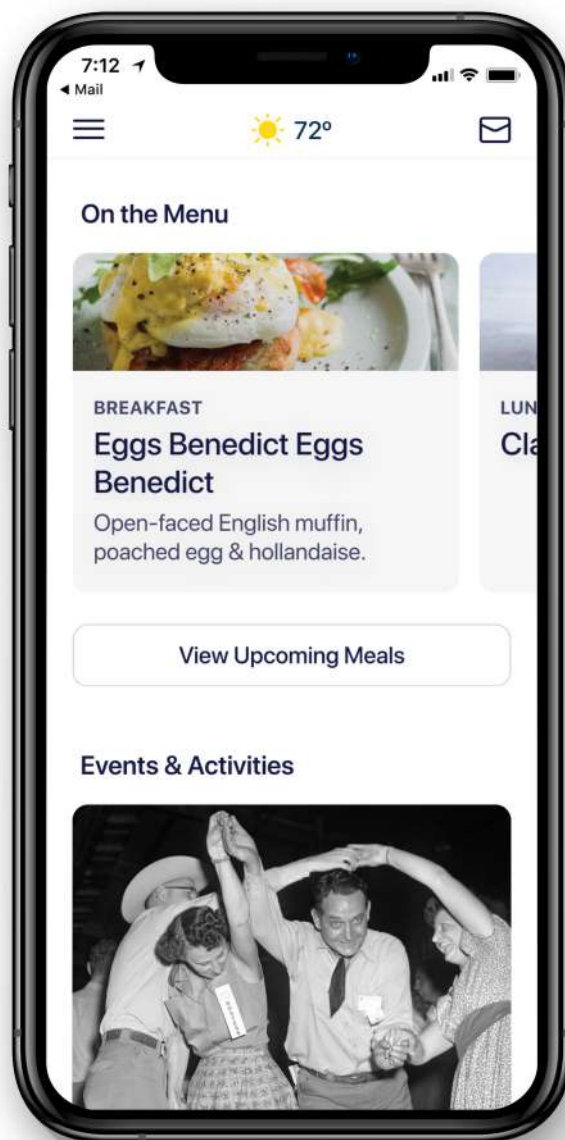 7:12
◀ Mail
72º
On the Menu
BREAKFAST
Eggs Benedict Eggs
Benedict
Open-faced English muffin,
poached egg & hollandaise.
LUN
Cla
View Upcoming Meals
Events & Activities